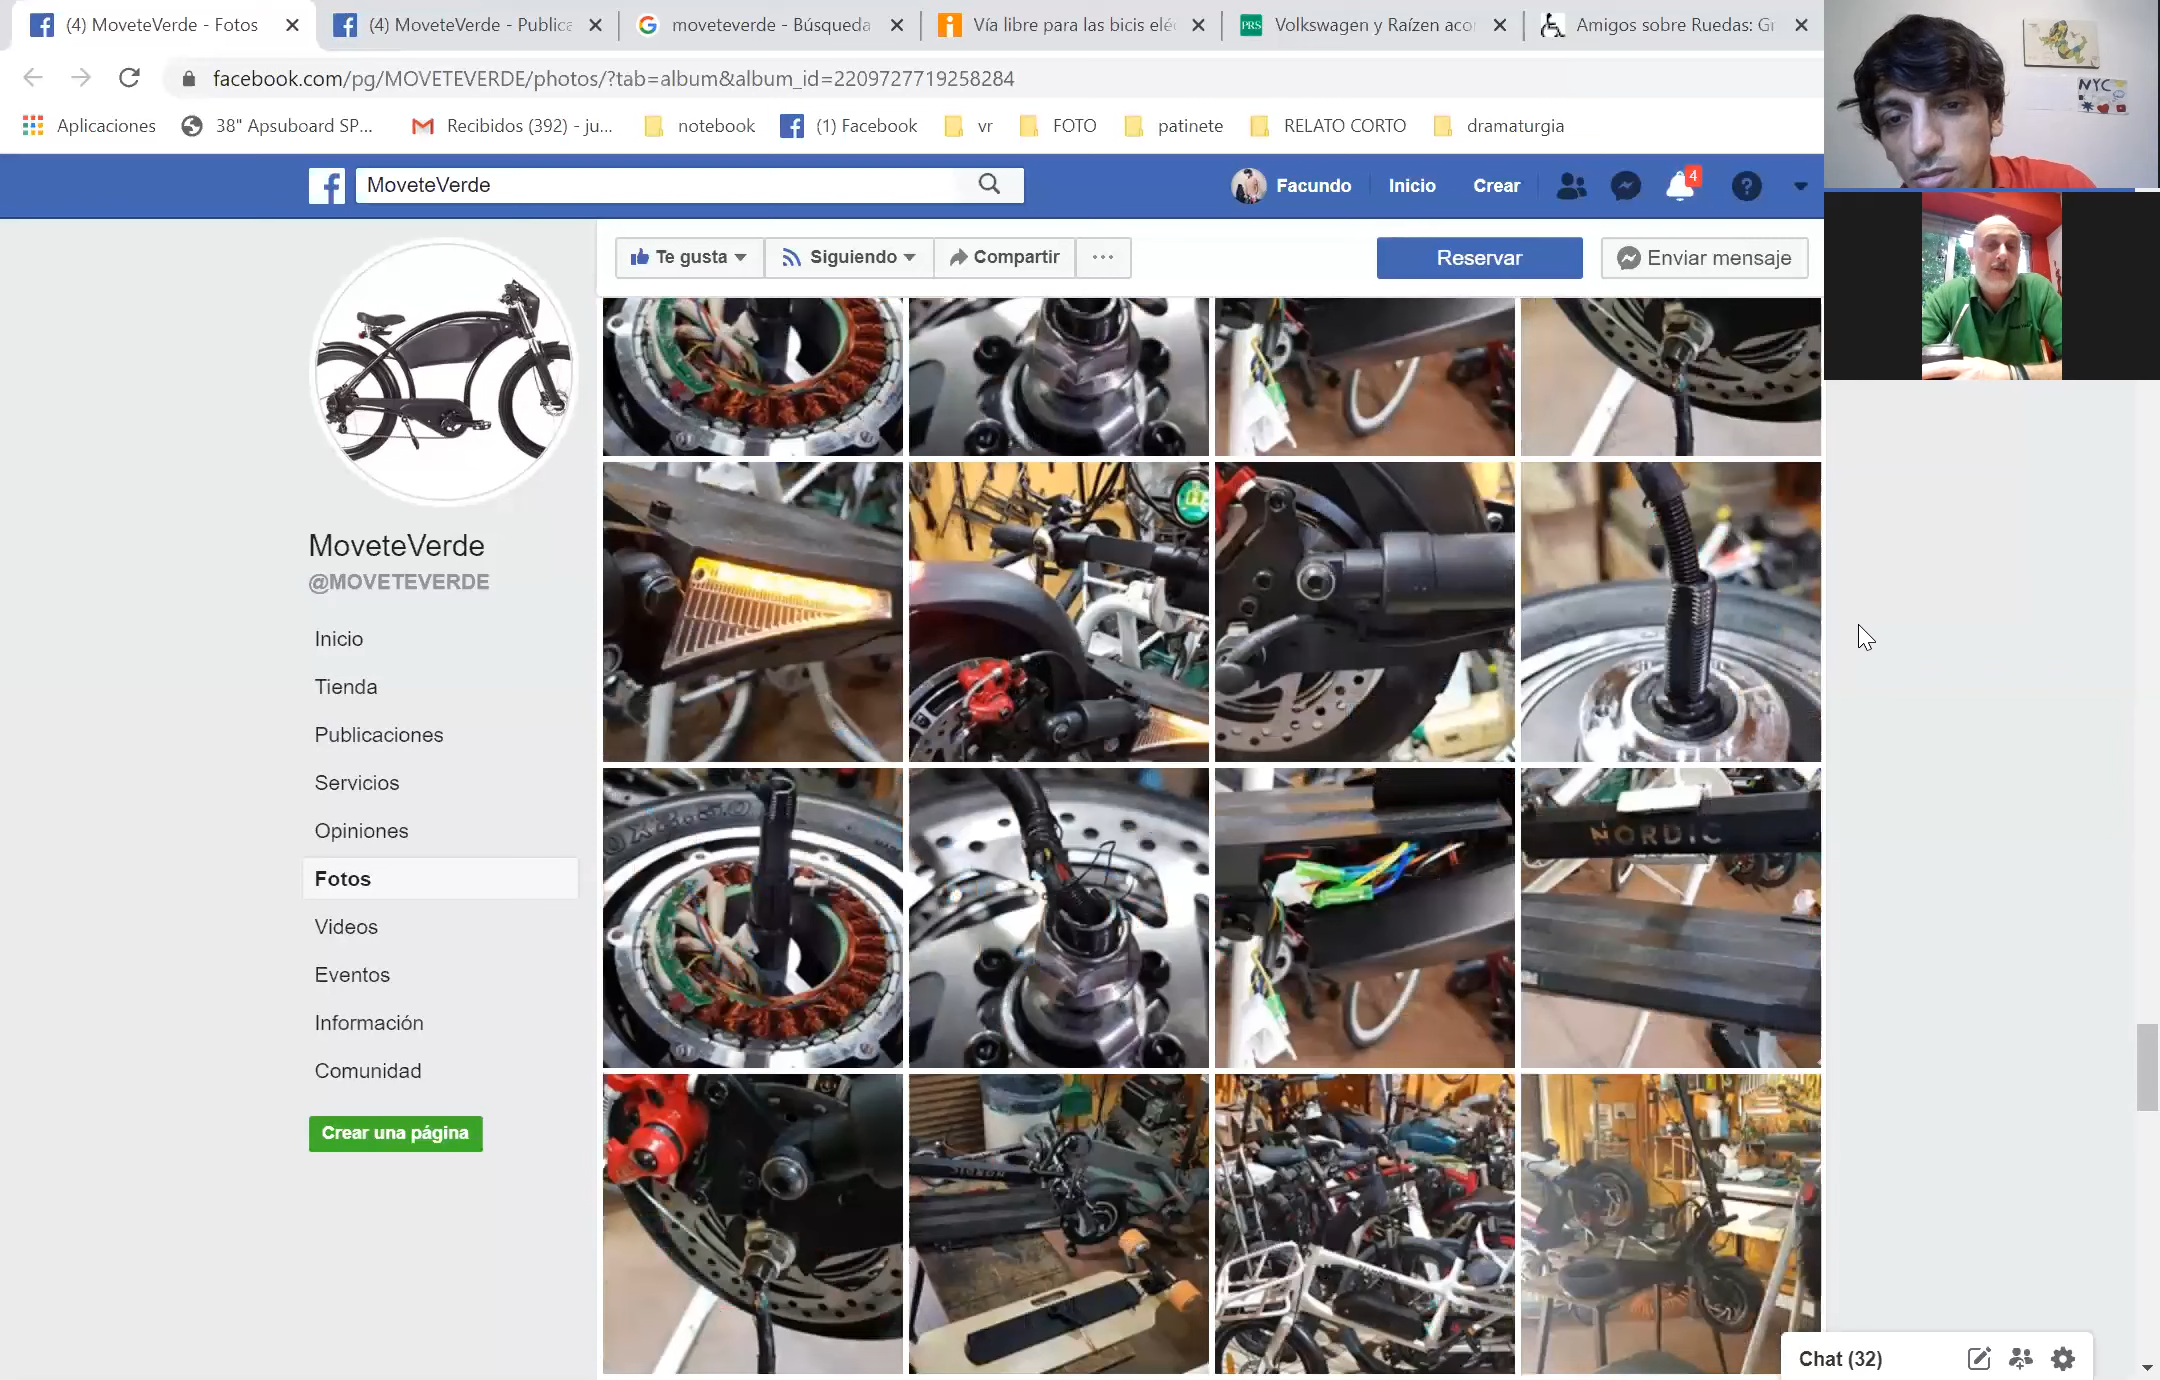 (4) MoveteVerde - Fotos
(4) MoveteVerde - Publica
moveteverde - Búsqueda
Vía libre para las bicis eléc
Volkswagen y Raízen aco
Amigos sobre Ruedas: Gr
facebook.com/pg/MOVETEVERDE/photos/?tab=album&album_id=2209727719258284
Aplicaciones
38" Apsuboard SP...
Recibidos (392) - ju...
notebook
(1) Facebook
vr
FOTO
patinete
RELATO CORTO
dramaturgia
MoveteVerde
Facundo
Inicio
Crear
4
Te gusta
Siguiendo
Compartir
Reservar
Enviar mensaje
MoveteVerde
@MOVETEVERDE
Inicio
Tienda
Publicaciones
Servicios
Opiniones
Fotos
Videos
Eventos
Información
Comunidad
Crear una página
NORDIC
NYC
Chat (32)